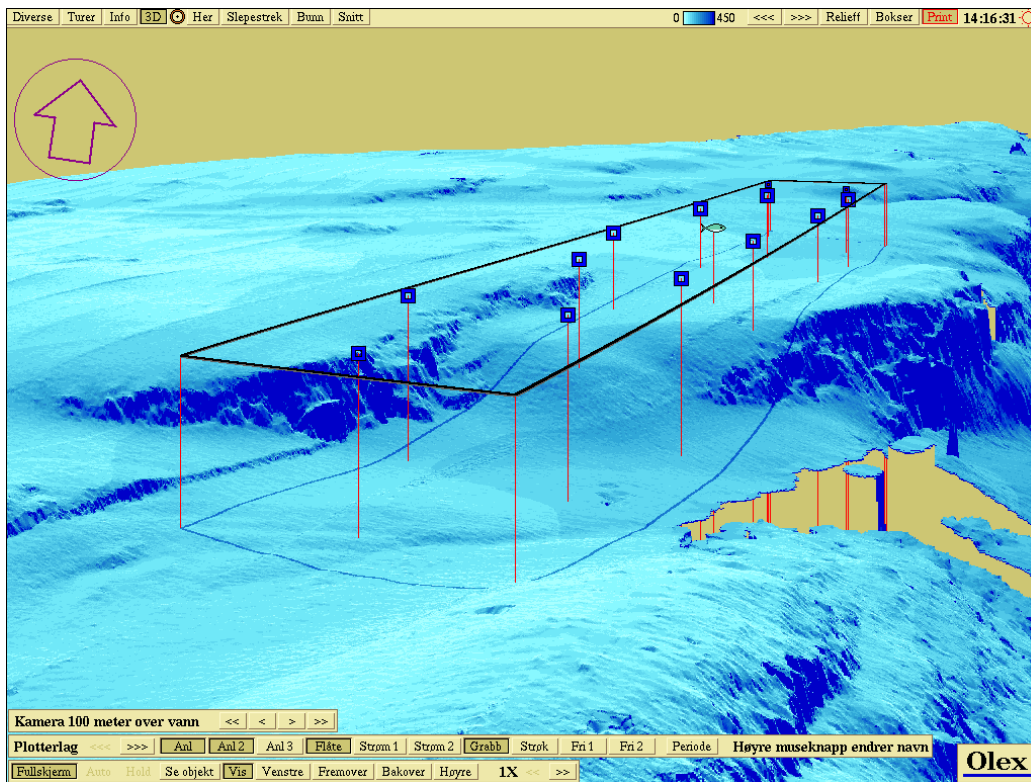 Diverse Turer Info 3D Her Slepestrek Bunn Snitt 0 450 <<< >>> Relieff Bokser Print 14:16:31
Kamera 100 meter over vann << < > >>
Plotterlag <<< >>> Anl Anl 2 Anl 3 Flåte Strøm 1 Strøm 2 Grabb Strøk Fri 1 Fri 2 Periode Høyre museknapp endrer navn
Fullskjerm Auto Hold Se objekt Vis Venstre Fremover Bakover Høyre 1X << >>
Olex